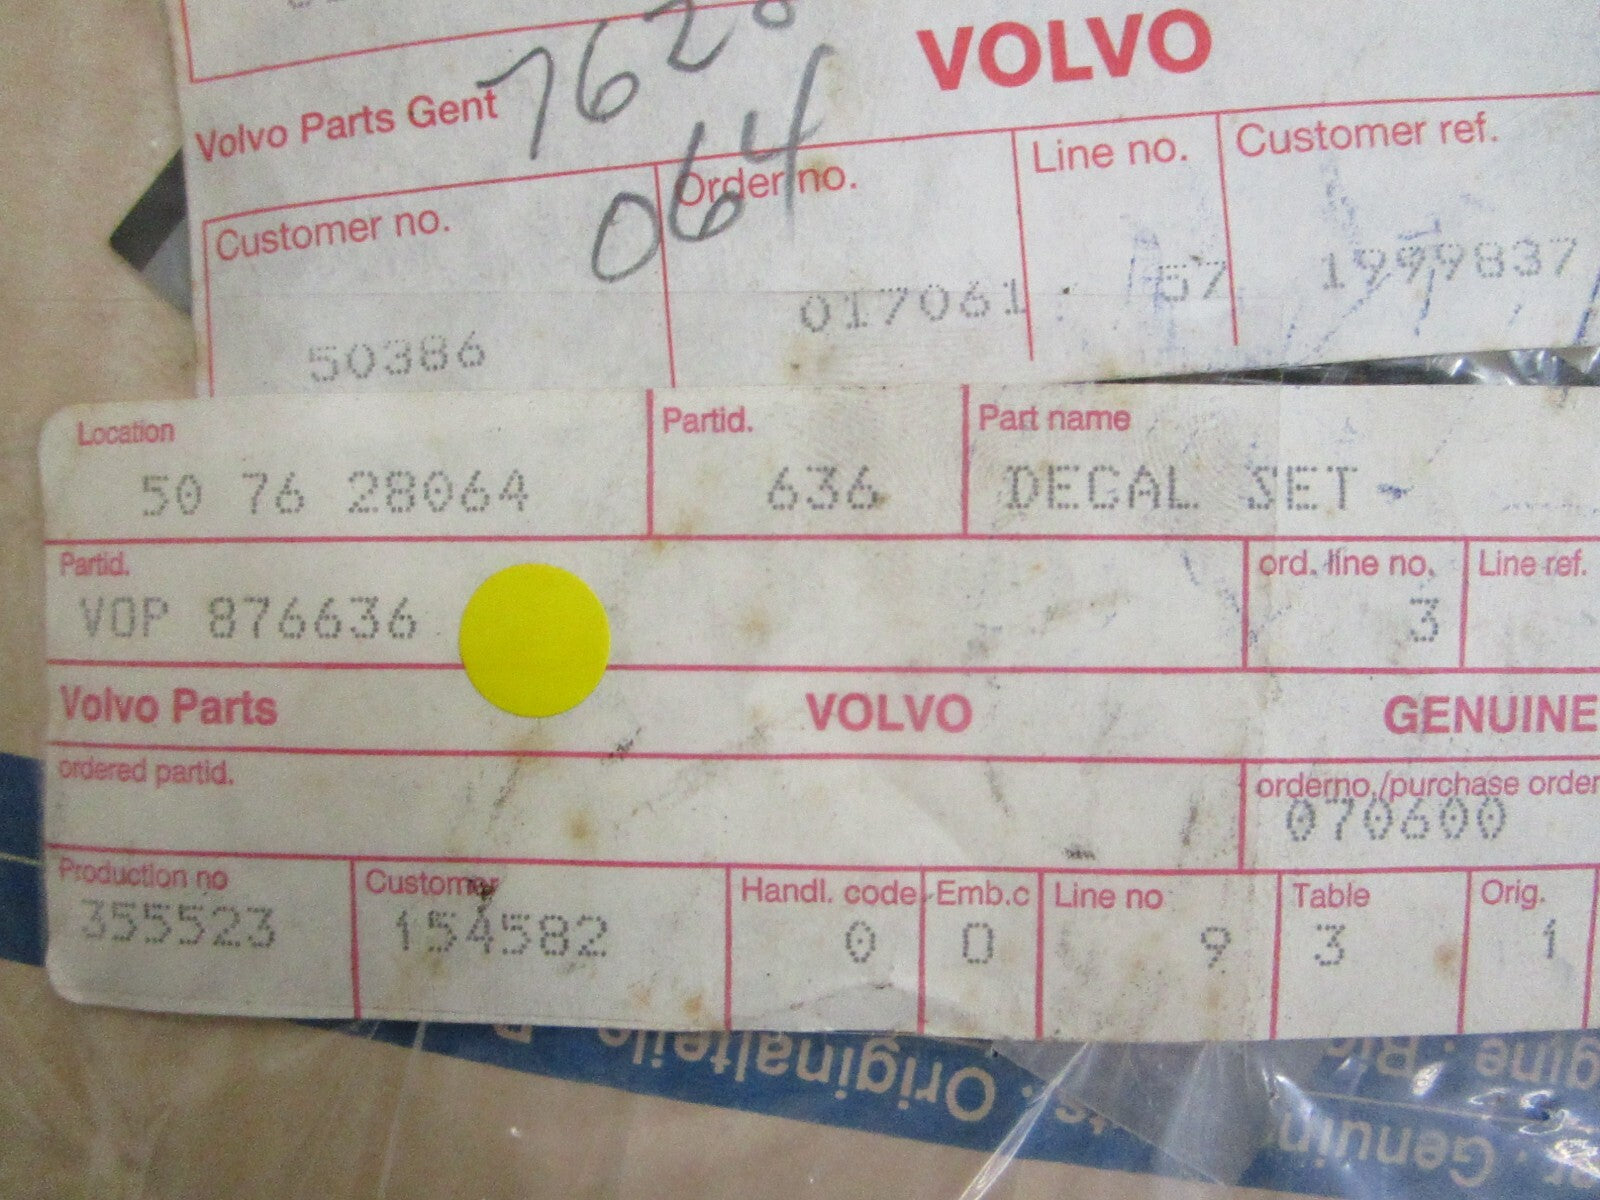 VOLVO
Volvo Parts Gent 7628
064
Customer no. Order no. Line no. Customer ref.
50386 017061 57 1999837
Location Partid. Part name
50 76 28064 636 DECAL SET-
Partid. ord. line no. Line ref.
VOP 876636 3
Volvo Parts VOLVO GENUINE
ordered partid. orderno./purchase order
070600
Production no Customer Handl. code Emb.c Line no Table Orig.
355523 154582 0 0 9 3 1
Originalteile
Genuin